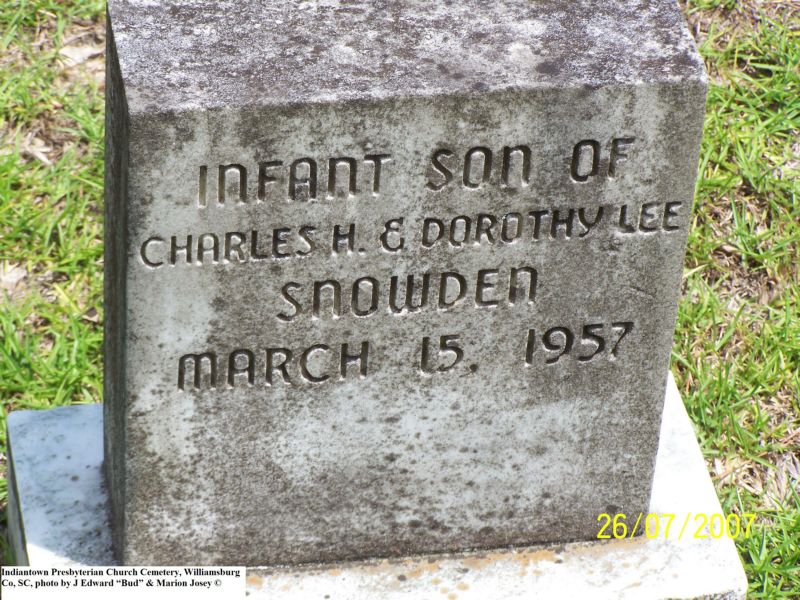 INFANT SON OF
CHARLES H. & DOROTHY LEE
SNOWDEN
MARCH 15, 1957
26/07/2007
Indiantown Presbyterian Church Cemetery, Williamsburg
Co, SC, photo by J Edward “Bud” & Marion Josey ©